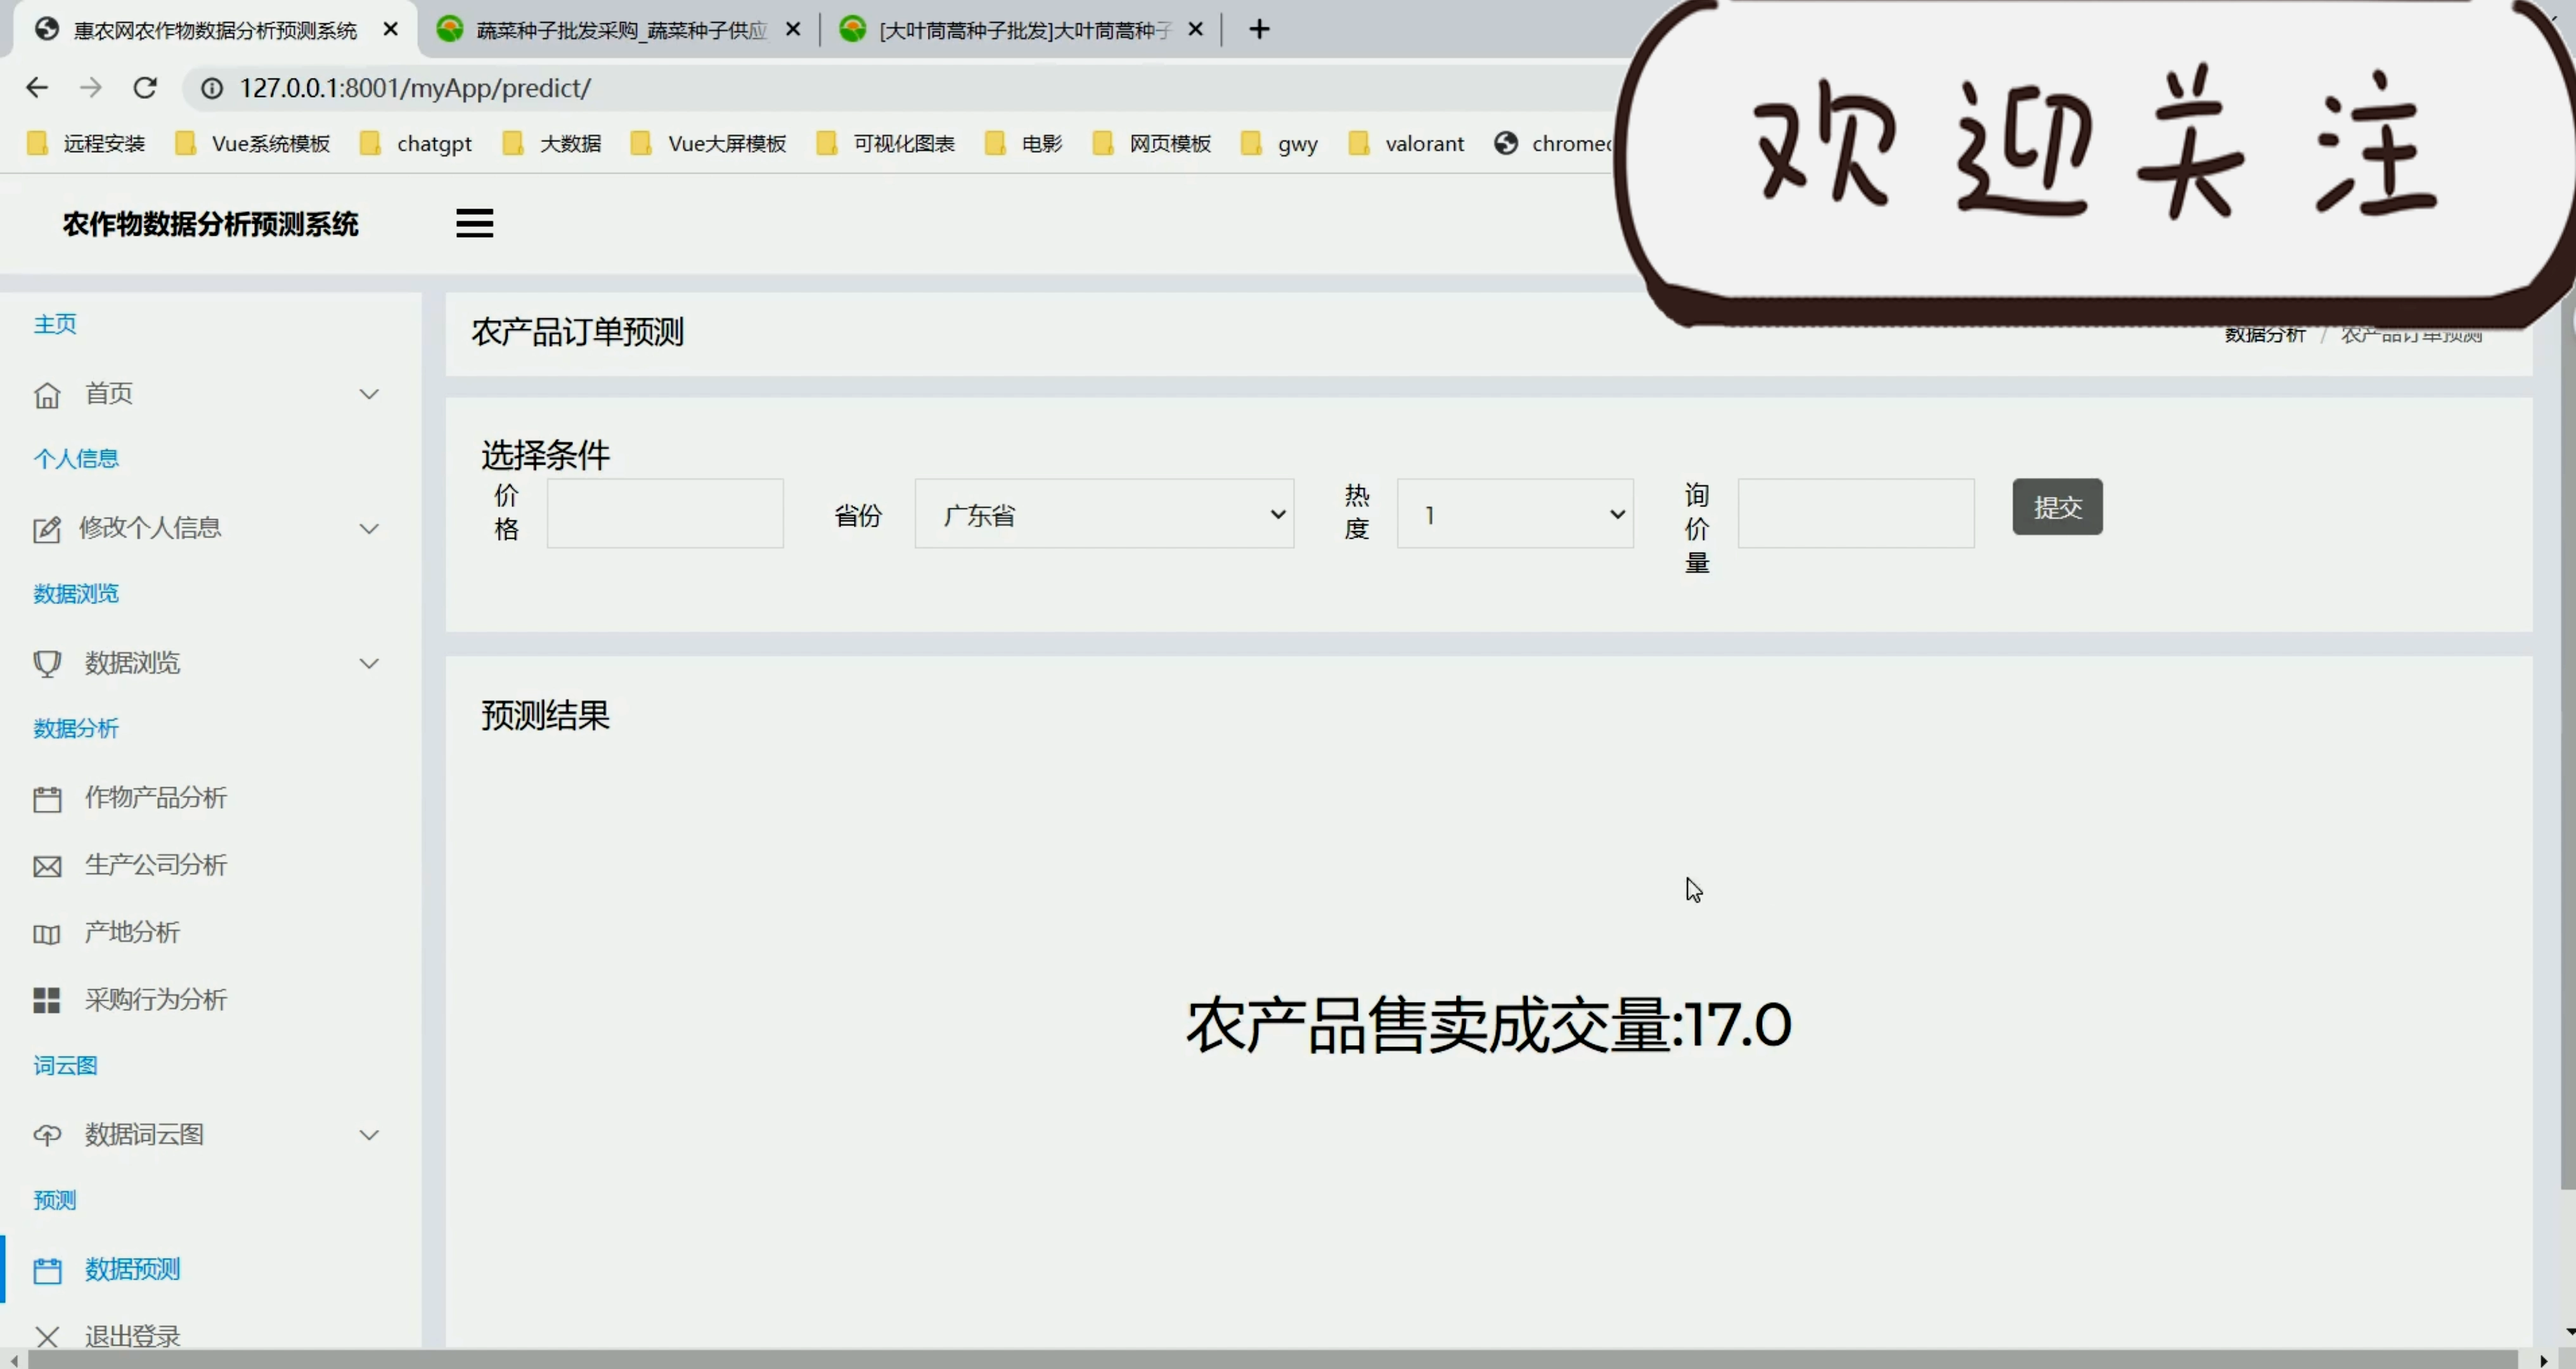 惠农网农作物数据分析预测系统
蔬菜种子批发采购_蔬菜种子供应
[大叶茼蒿种子批发]大叶茼蒿种子
127.0.0.1:8001/myApp/predict/
远程安装
Vue系统模板
chatgpt
大数据
Vue大屏模板
可视化图表
电影
网页模板
gwy
valorant
欢迎关注
农作物数据分析预测系统
主页
首页
个人信息
修改个人信息
数据浏览
数据浏览
数据分析
作物产品分析
生产公司分析
产地分析
采购行为分析
词云图
数据词云图
预测
数据预测
退出登录
农产品订单预测
数据分析 / 农产品订单预测
选择条件
价格
省份
广东省
热度
1
询价量
提交
预测结果
农产品售卖成交量:17.0